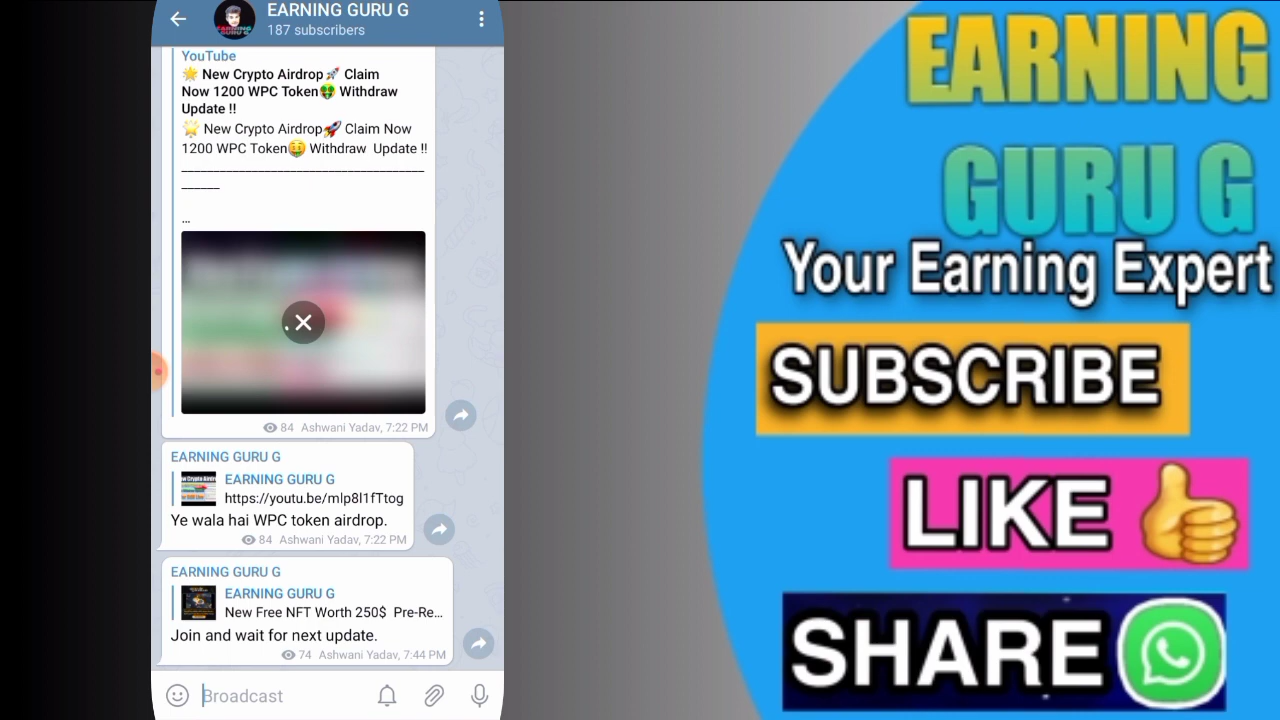 EARNING GURU G
187 subscribers
YouTube
🌟 New Crypto Airdrop🚀 Claim
Now 1200 WPC Token🤑 Withdraw
Update !!
🌟 New Crypto Airdrop🚀 Claim Now
1200 WPC Token🤑 Withdraw Update !!
______________________________________
______
...
84 Ashwani Yadav, 7:22 PM
EARNING GURU G
EARNING GURU G
https://youtu.be/mlp8l1fTtog
Ye wala hai WPC token airdrop.
84 Ashwani Yadav, 7:22 PM
EARNING GURU G
EARNING GURU G
New Free NFT Worth 250$ Pre-Re...
Join and wait for next update.
74 Ashwani Yadav, 7:44 PM
Broadcast
EARNING
GURU G
Your Earning Expert
SUBSCRIBE
LIKE 👍
SHARE